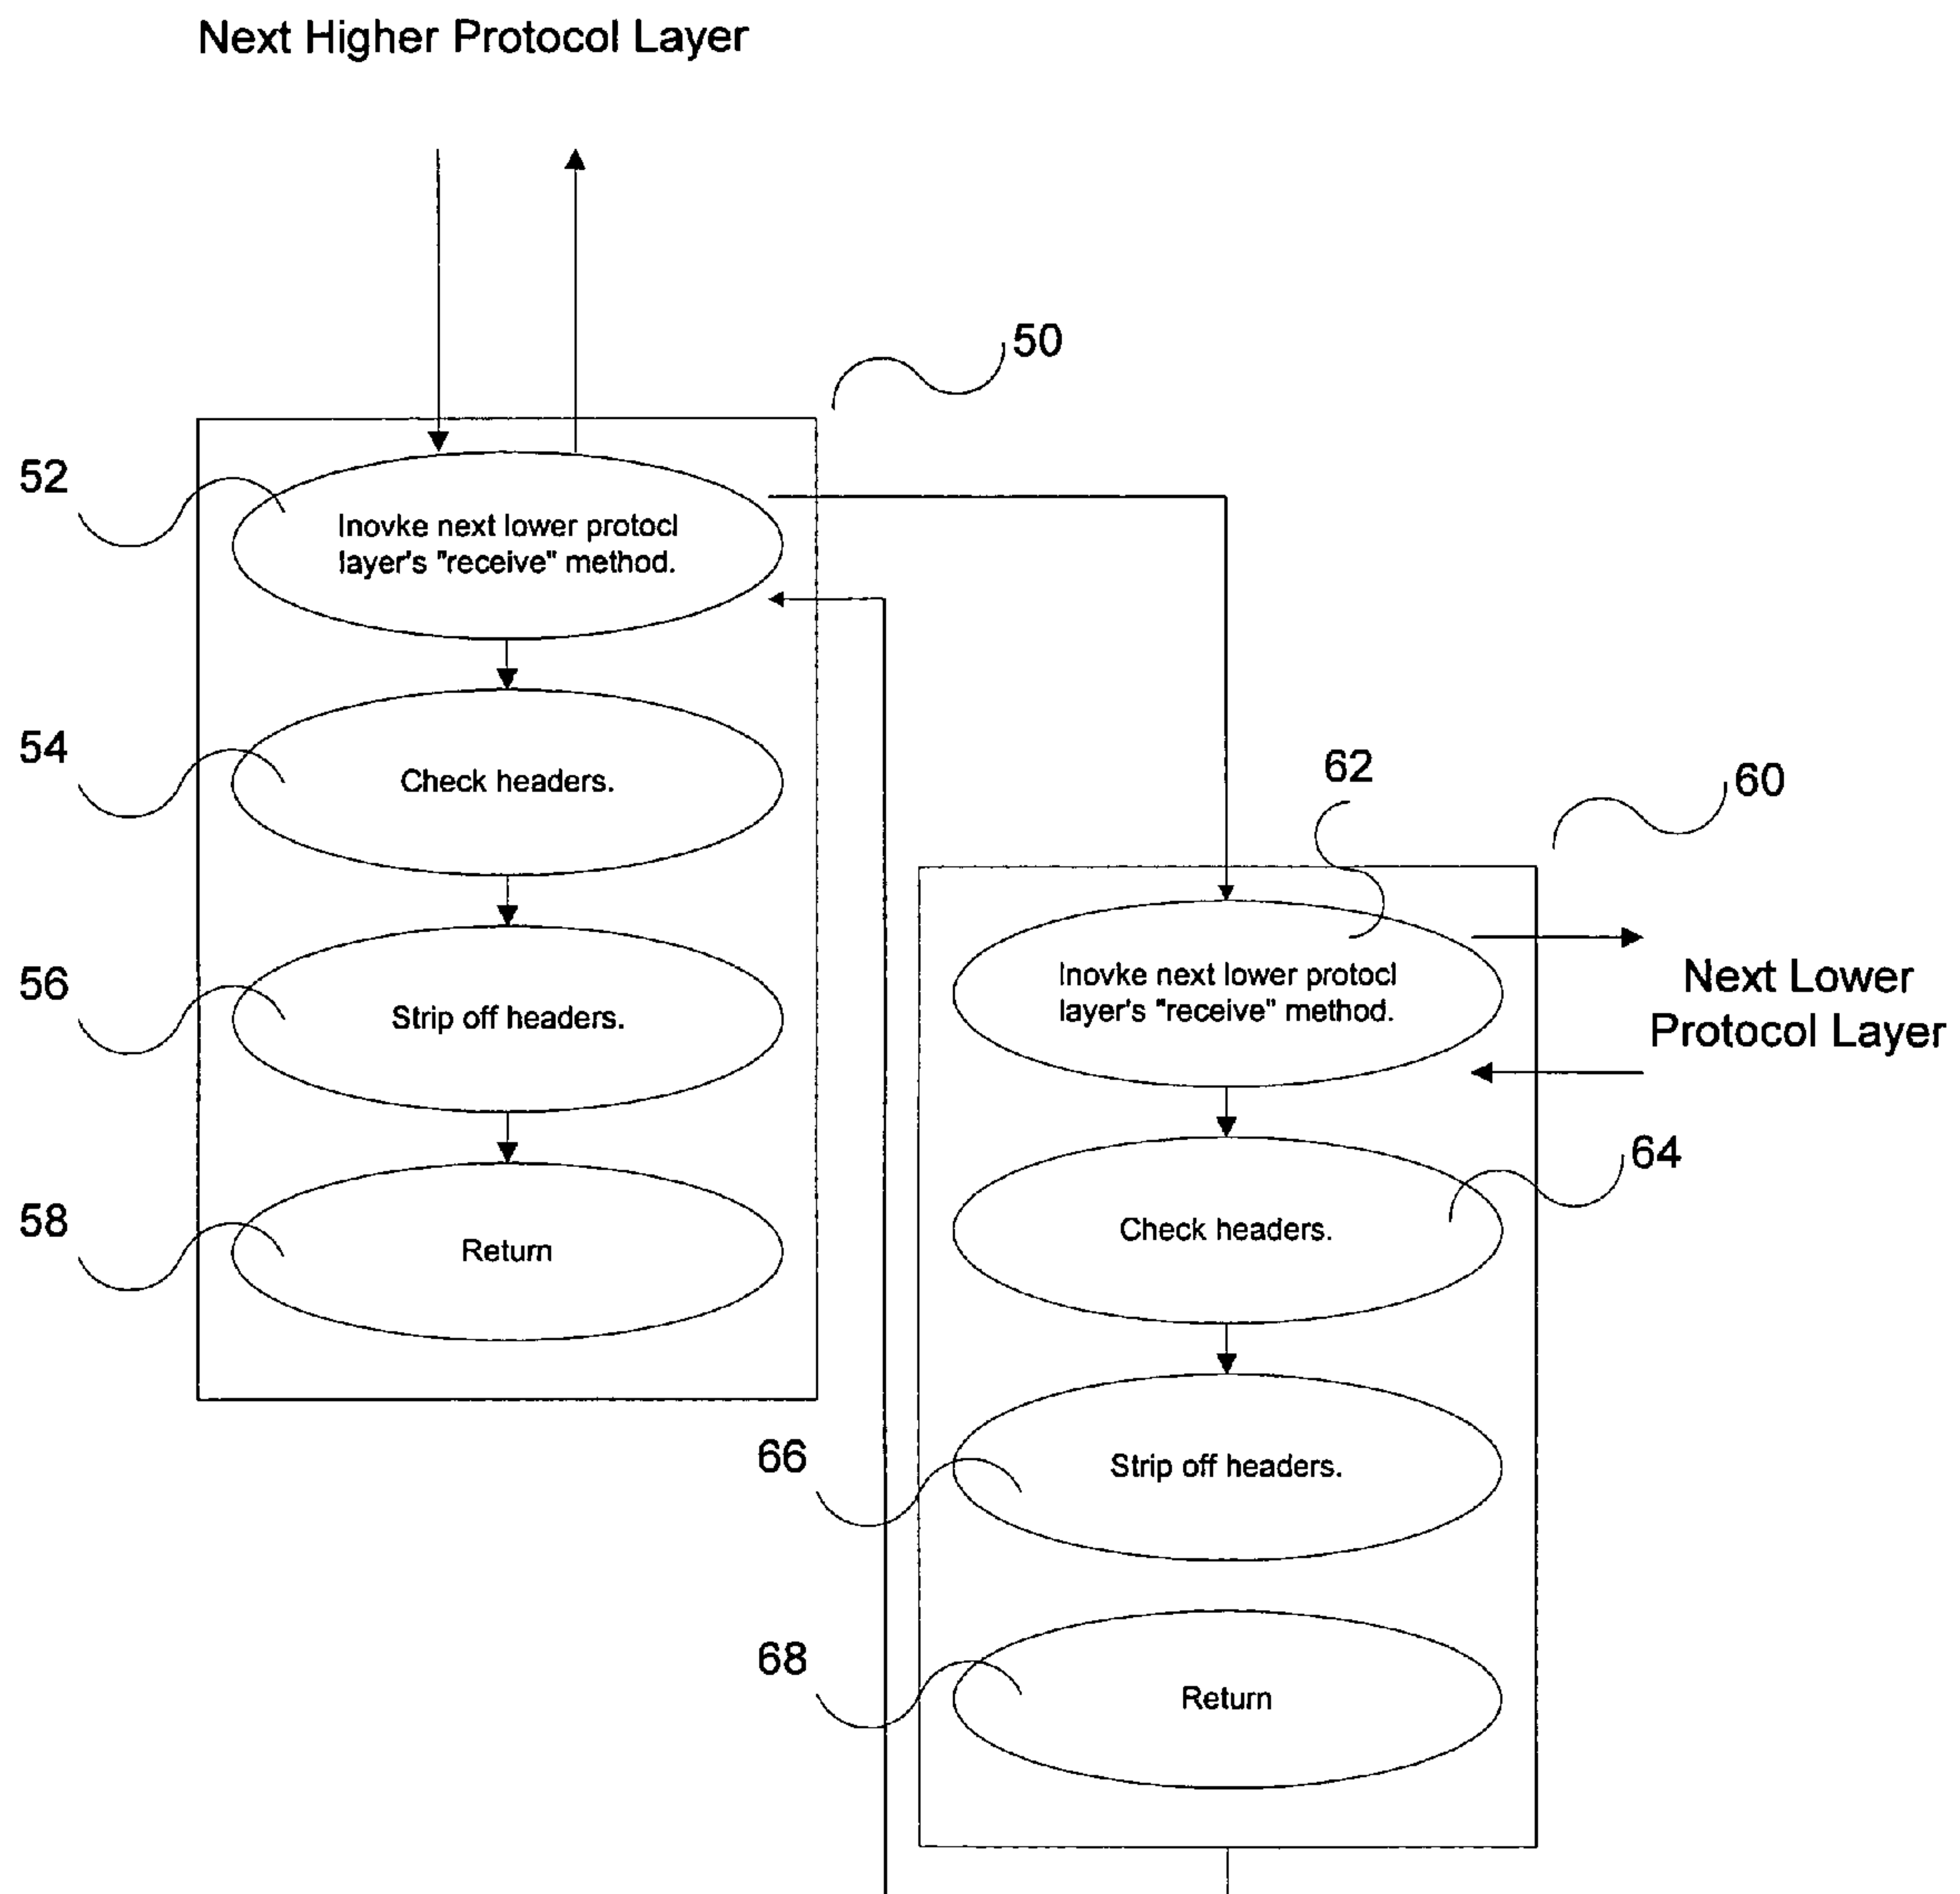 Next Higher Protocol Layer
50
52
Inovke next lower protocl
layer's "receive" method.
54
Check headers.
62
60
56
Strip off headers.
Inovke next lower protocl
layer's "receive" method.
Next Lower
Protocol Layer
58
Return
64
Check headers.
66
Strip off headers.
68
Return